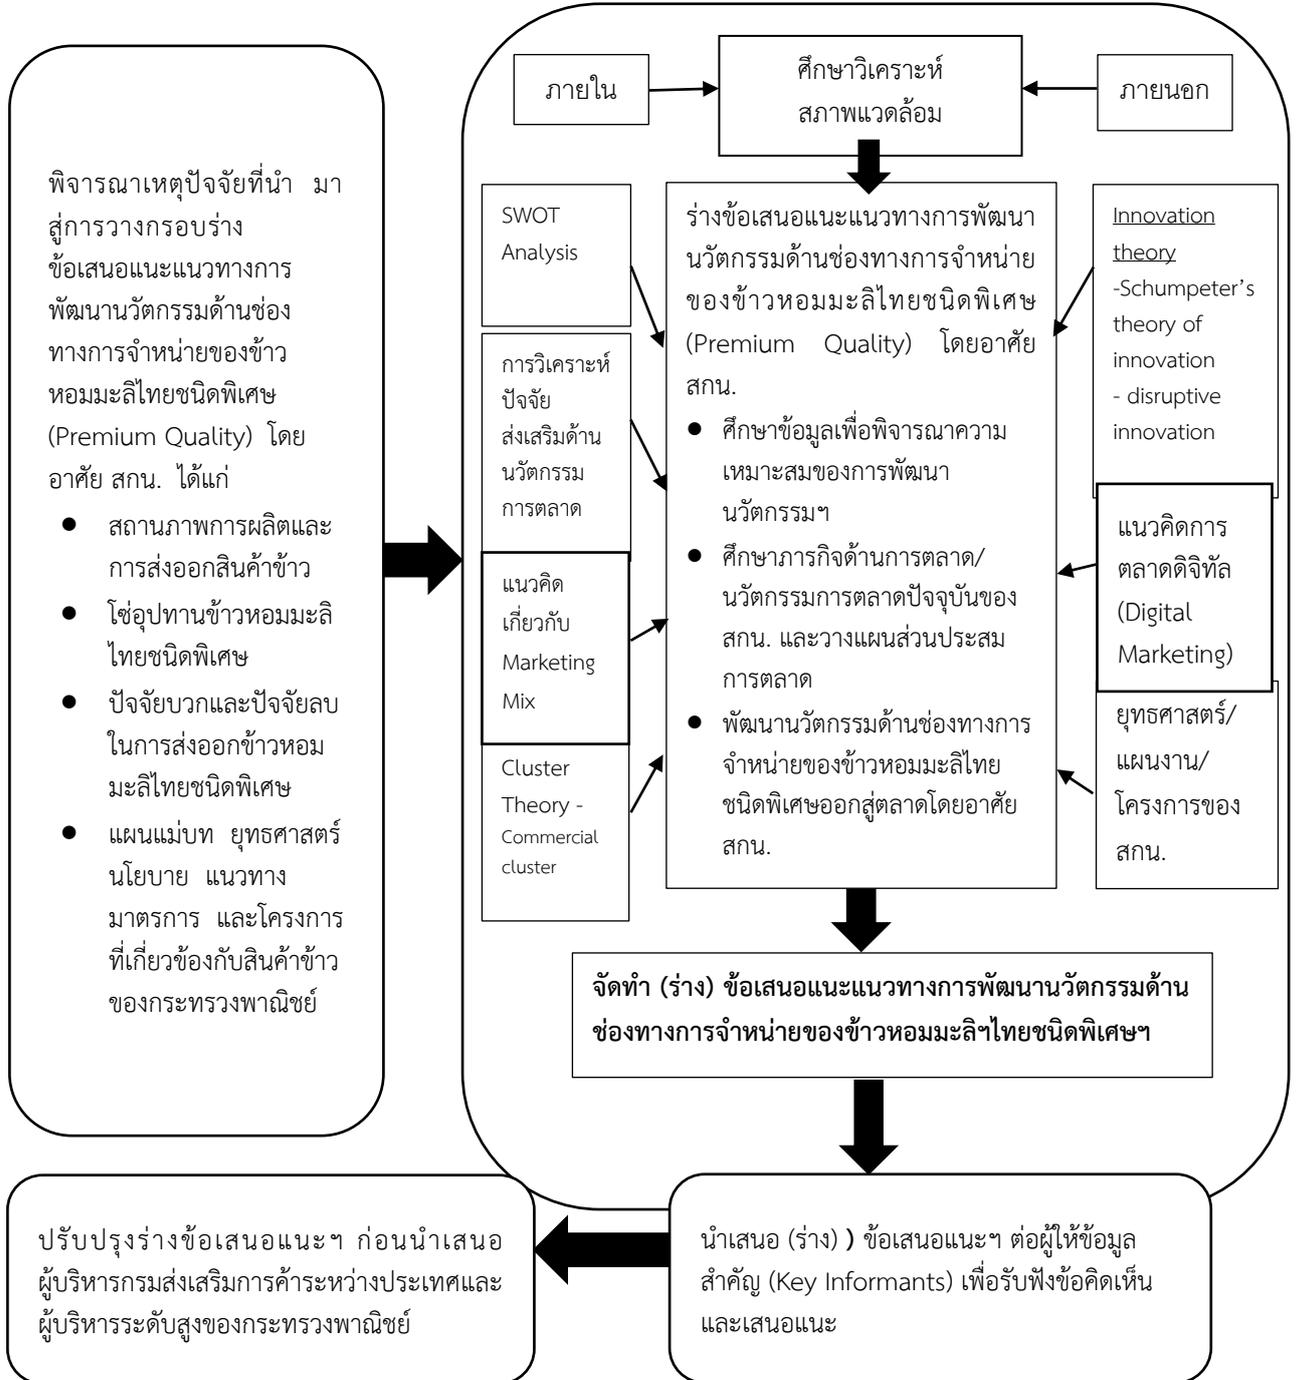 พิจารณาเหตุปัจจัยที่นำ มา
สู่การวางกรอบร่าง
ข้อเสนอแนะแนวทางการ
พัฒนานวัตกรรมด้านช่อง
ทางการจำหน่ายของข้าว
หอมมะลิไทยชนิดพิเศษ
(Premium Quality) โดย
อาศัย สกน. ได้แก่
● สถานภาพการผลิตและ
การส่งออกสินค้าข้าว
● โซ่อุปทานข้าวหอมมะลิ
ไทยชนิดพิเศษ
● ปัจจัยบวกและปัจจัยลบ
ในการส่งออกข้าวหอม
มะลิไทยชนิดพิเศษ
● แผนแม่บท ยุทธศาสตร์
นโยบาย แนวทาง
มาตรการ และโครงการ
ที่เกี่ยวข้องกับสินค้าข้าว
ของกระทรวงพาณิชย์
ภายใน
ศึกษาวิเคราะห์
สภาพแวดล้อม
ภายนอก
SWOT
Analysis
การวิเคราะห์
ปัจจัย
ส่งเสริมด้าน
นวัตกรรม
การตลาด
แนวคิด
เกี่ยวกับ
Marketing
Mix
Cluster
Theory -
Commercial
cluster
ร่างข้อเสนอแนะแนวทางการพัฒนา
นวัตกรรมด้านช่องทางการจำหน่าย
ของข้าวหอมมะลิไทยชนิดพิเศษ
(Premium Quality) โดยอาศัย
สกน.
● ศึกษาข้อมูลเพื่อพิจารณาความ
เหมาะสมของการพัฒนา
นวัตกรรมฯ
● ศึกษาภารกิจด้านการตลาด/
นวัตกรรมการตลาดปัจจุบันของ
สกน. และวางแผนส่วนประสม
การตลาด
● พัฒนานวัตกรรมด้านช่องทางการ
จำหน่ายของข้าวหอมมะลิไทย
ชนิดพิเศษออกสู่ตลาดโดยอาศัย
สกน.
Innovation
theory
-Schumpeter's
theory of
innovation
- disruptive
innovation
แนวคิดการ
ตลาดดิจิทัล
(Digital
Marketing)
ยุทธศาสตร์/
แผนงาน/
โครงการของ
สกน.
จัดทำ (ร่าง) ข้อเสนอแนะแนวทางการพัฒนานวัตกรรมด้าน
ช่องทางการจำหน่ายของข้าวหอมมะลิฯไทยชนิดพิเศษฯ
นำเสนอ (ร่าง) ) ข้อเสนอแนะฯ ต่อผู้ให้ข้อมูล
สำคัญ (Key Informants) เพื่อรับฟังข้อคิดเห็น
และเสนอแนะ
ปรับปรุงร่างข้อเสนอแนะฯ ก่อนนำเสนอ
ผู้บริหารกรมส่งเสริมการค้าระหว่างประเทศและ
ผู้บริหารระดับสูงของกระทรวงพาณิชย์